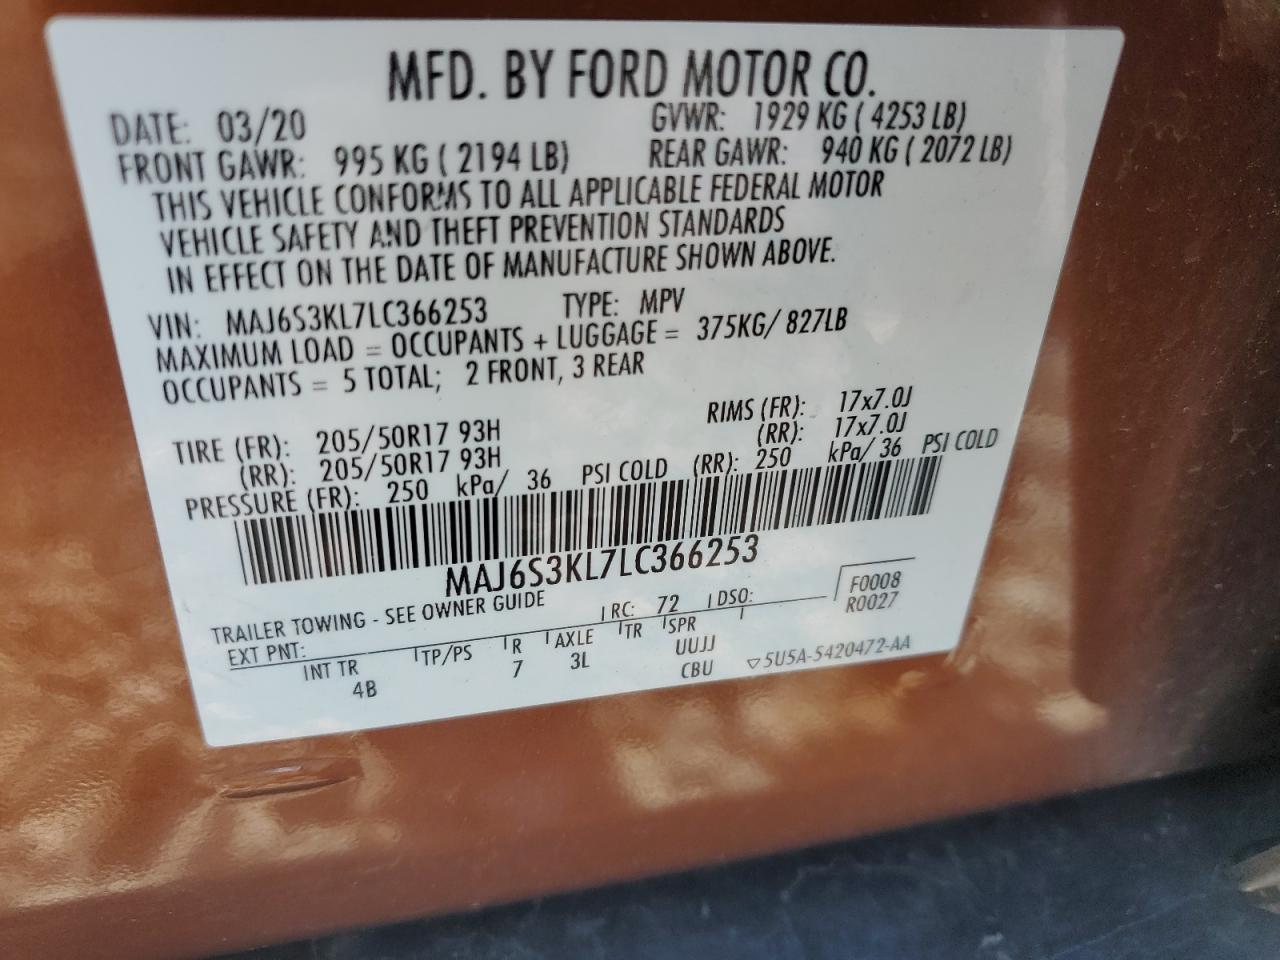 MFD. BY FORD MOTOR CO.
DATE: 03/20 GVWR: 1929 KG ( 4253 LB)
FRONT GAWR: 995 KG ( 2194 LB) REAR GAWR: 940 KG ( 2072 LB)
THIS VEHICLE CONFORMS TO ALL APPLICABLE FEDERAL MOTOR
VEHICLE SAFETY AND THEFT PREVENTION STANDARDS
IN EFFECT ON THE DATE OF MANUFACTURE SHOWN ABOVE.
VIN: MAJ6S3KL7LC366253 TYPE: MPV
MAXIMUM LOAD = OCCUPANTS + LUGGAGE = 375KG/ 827LB
OCCUPANTS = 5 TOTAL; 2 FRONT, 3 REAR
TIRE (FR): 205/50R17 93H RIMS (FR): 17x7.0J
(RR): 205/50R17 93H (RR): 17x7.0J
PRESSURE (FR): 250 kPa/ 36 PSI COLD (RR): 250 kPa/ 36 PSI COLD
MAJ6S3KL7LC366253
TRAILER TOWING - SEE OWNER GUIDE RC: 72 DSO: F0008
EXT PNT: R0027
INT TR TP/PS R AXLE TR SPR
4B 7 3L UUJJ
CBU ▽5U5A-5420472-AA